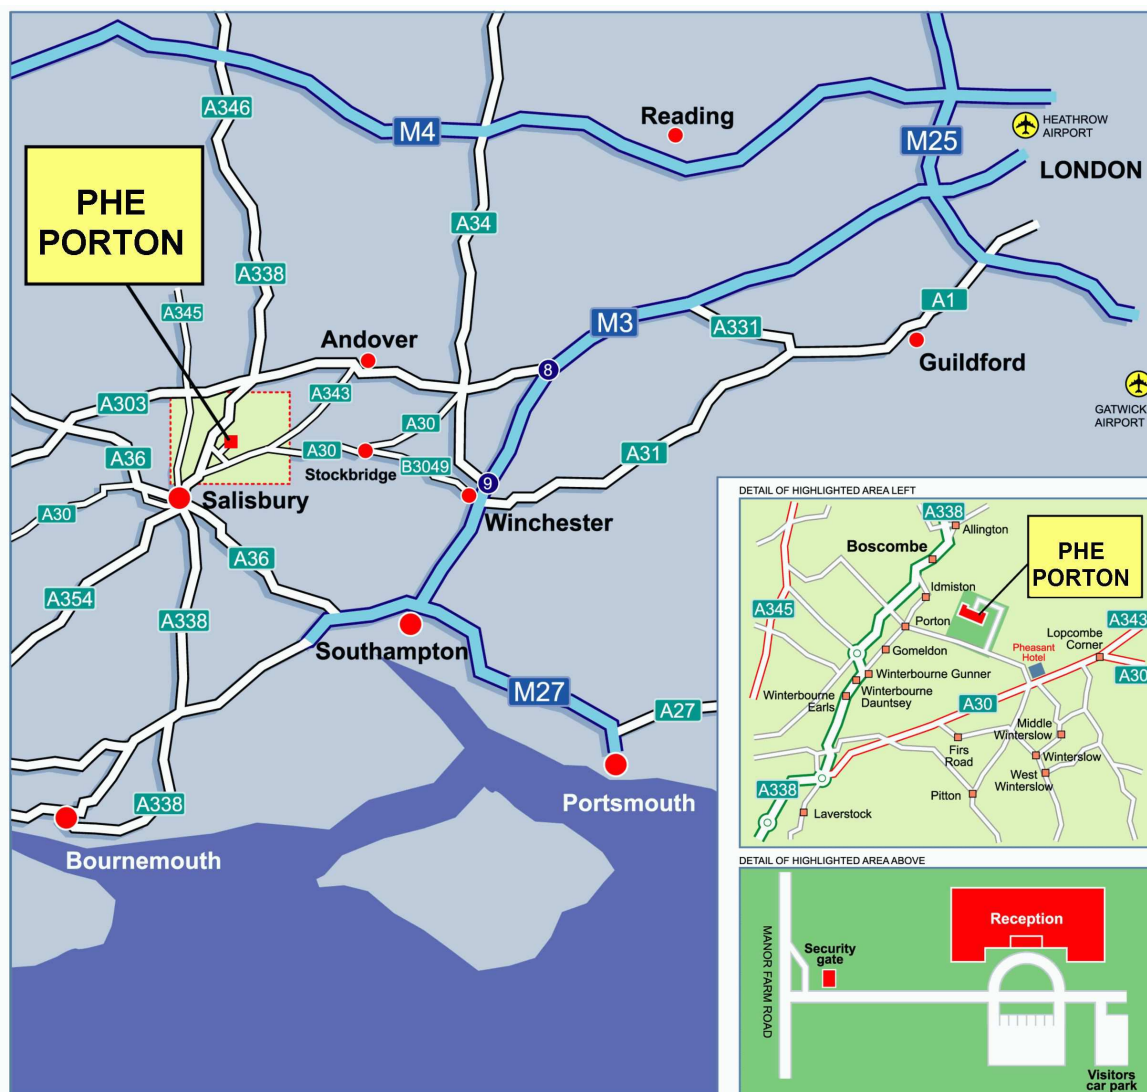 A346
M4
Reading
M25
HEATHROW
AIRPORT
LONDON
PHE
PORTON
A34
A338
A345
A1
M3
A331
Andover
8
Guildford
GATWICK
AIRPORT
A343
A303
A30
A36
A30
Stockbridge
B3049
A31
9
Salisbury
Winchester
A30
A36
A354
A338
Southampton
M27
A27
Portsmouth
A338
Bournemouth
DETAIL OF HIGHLIGHTED AREA LEFT
A338
Allington
Boscombe
PHE
PORTON
Idmiston
A345
Porton
A343
Lopcombe
Corner
Gomeldon
Pheasant
Hotel
Winterbourne Gunner
A30
Winterbourne
Earls
Winterbourne
Dauntsey
A30
Middle
Winterslow
Firs
Road
Winterslow
West
Winterslow
A338
Pitton
Laverstock
DETAIL OF HIGHLIGHTED AREA ABOVE
MANOR FARM ROAD
Reception
Security
gate
Visitors
car park